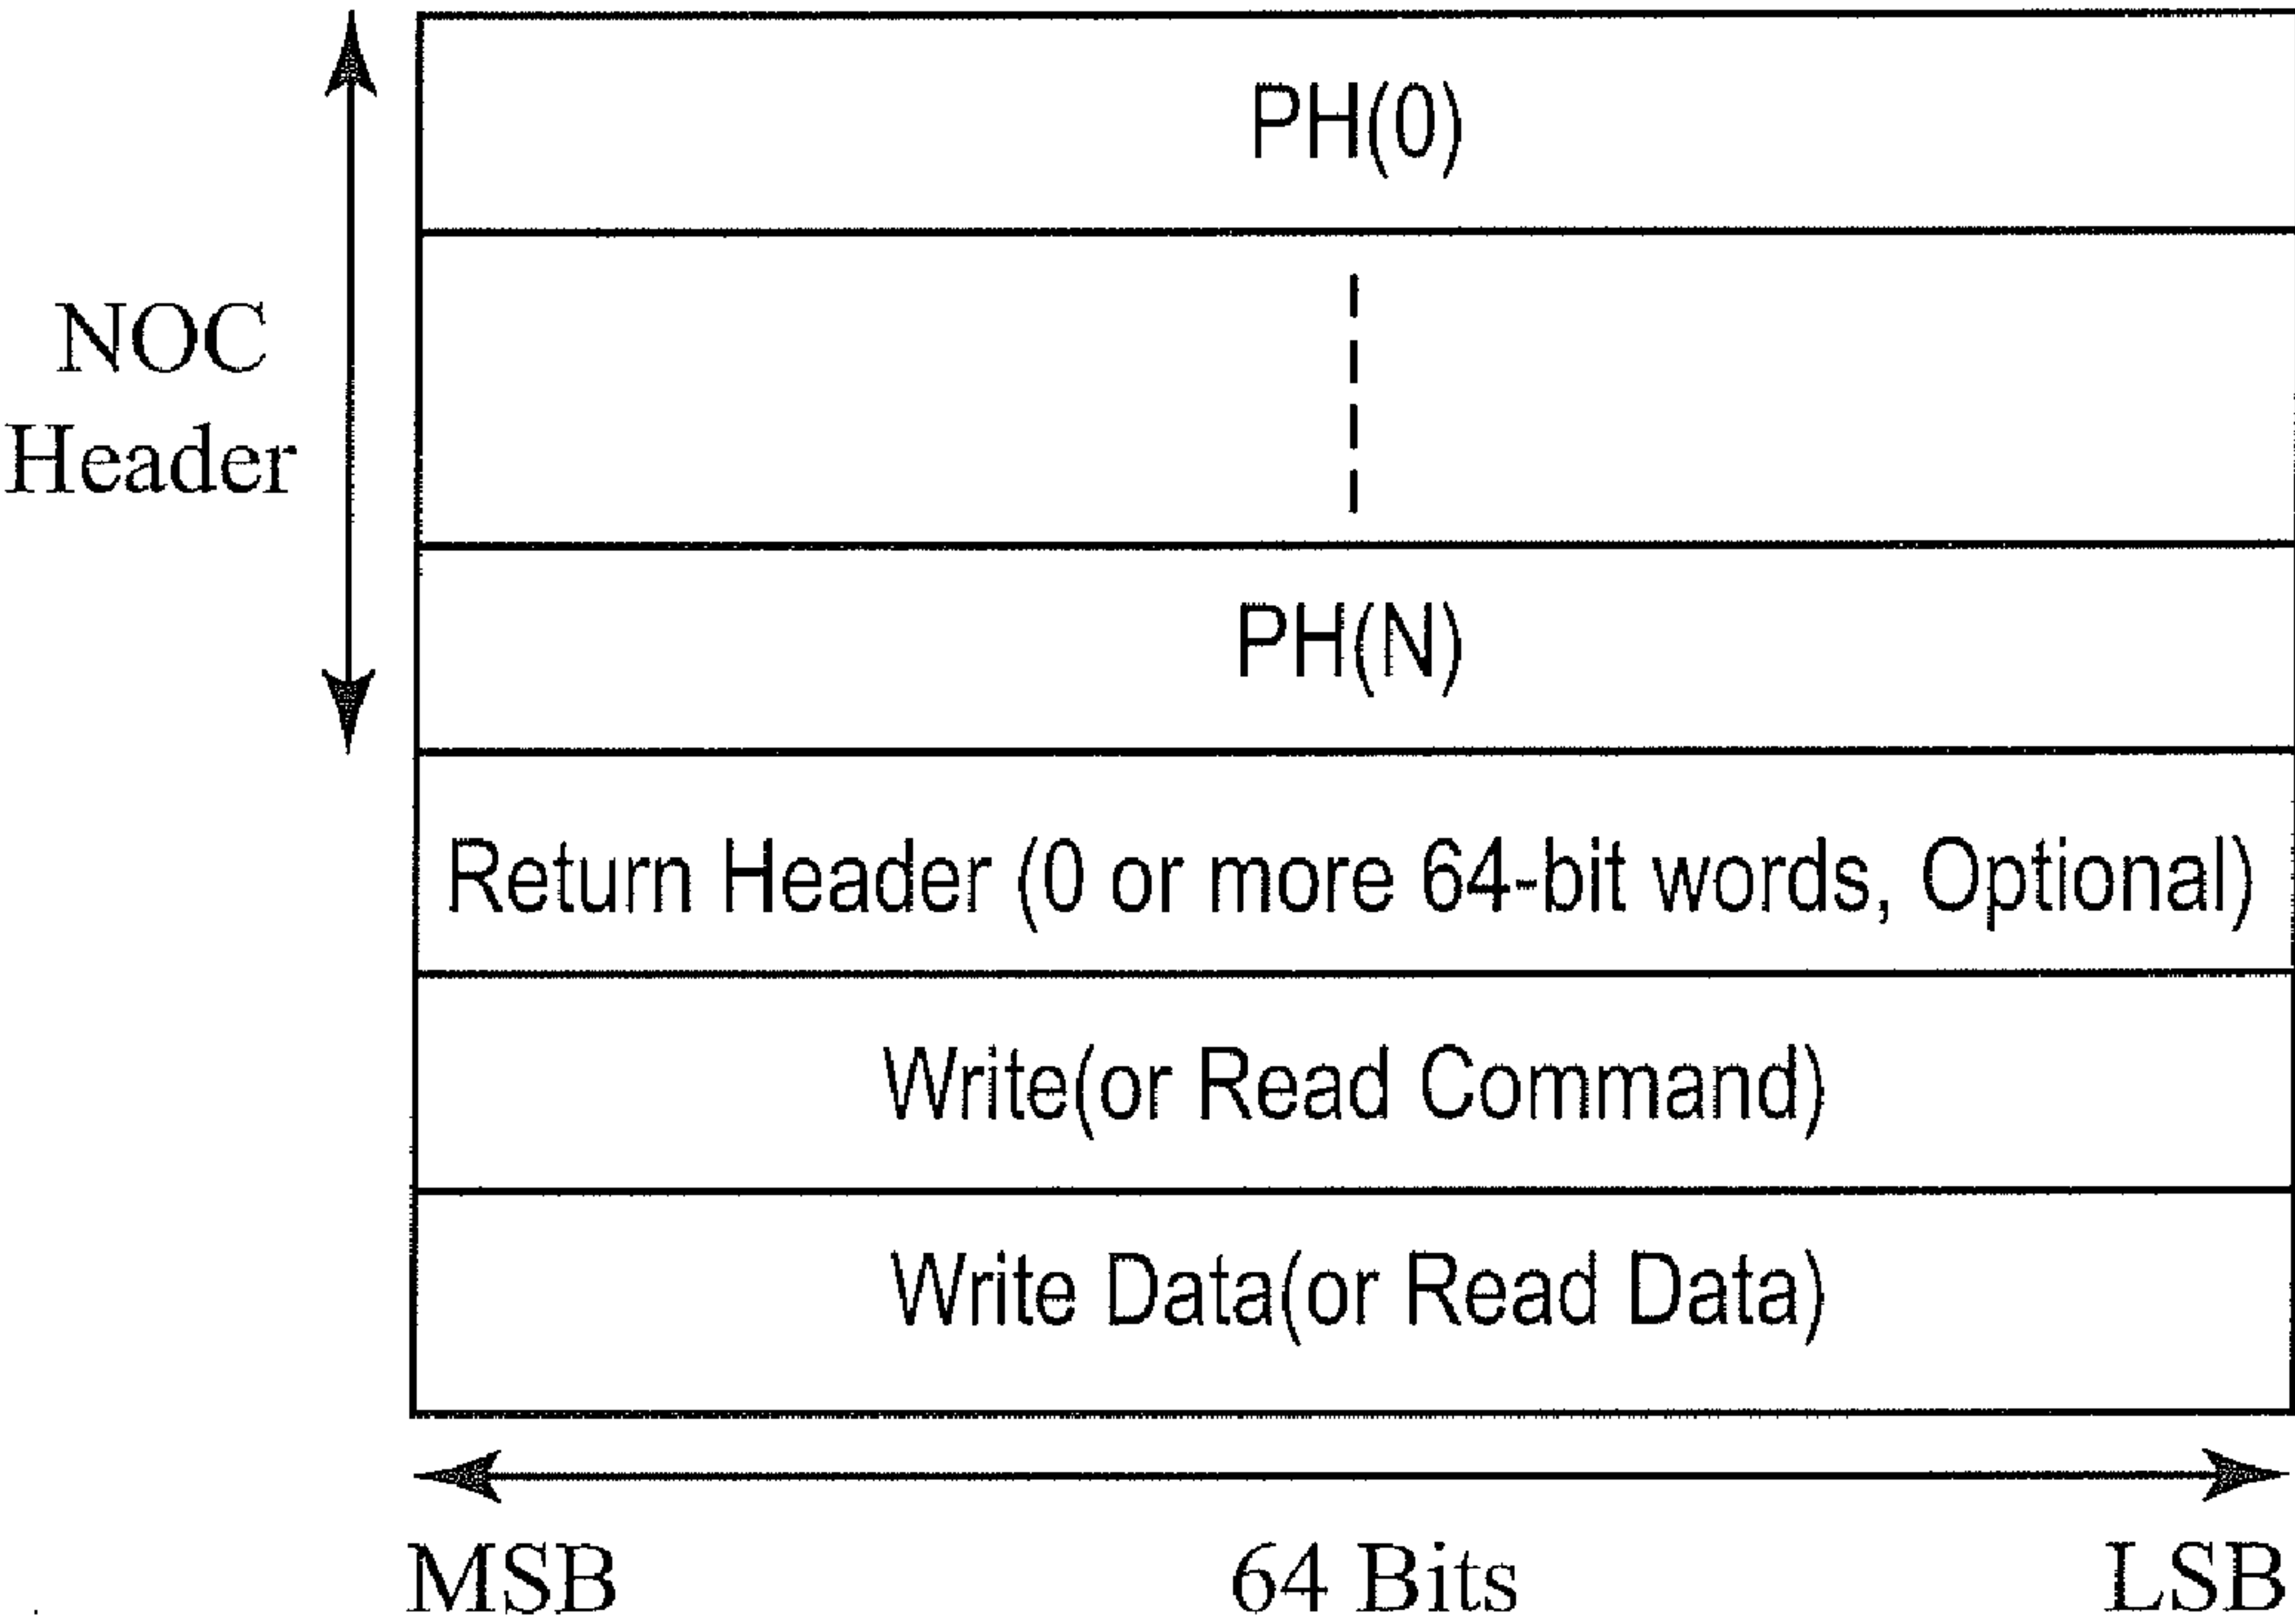 PH(0)
NOC
Header
PH(N)
Return Header (0 or more 64-bit words, Optional)
Write(or Read Command)
Write Data(or Read Data)
MSB 64 Bits LSB